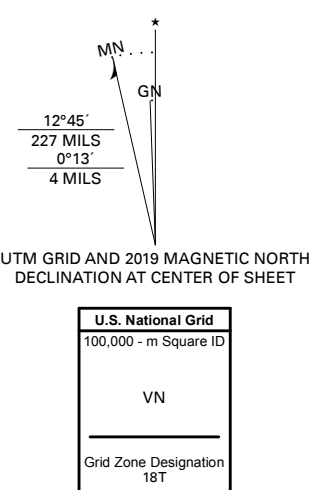 MN
GN
12°45´
227 MILS
0°13´
4 MILS
UTM GRID AND 2019 MAGNETIC NORTH
DECLINATION AT CENTER OF SHEET
U.S. National Grid
100,000 - m Square ID
VN
Grid Zone Designation
18T